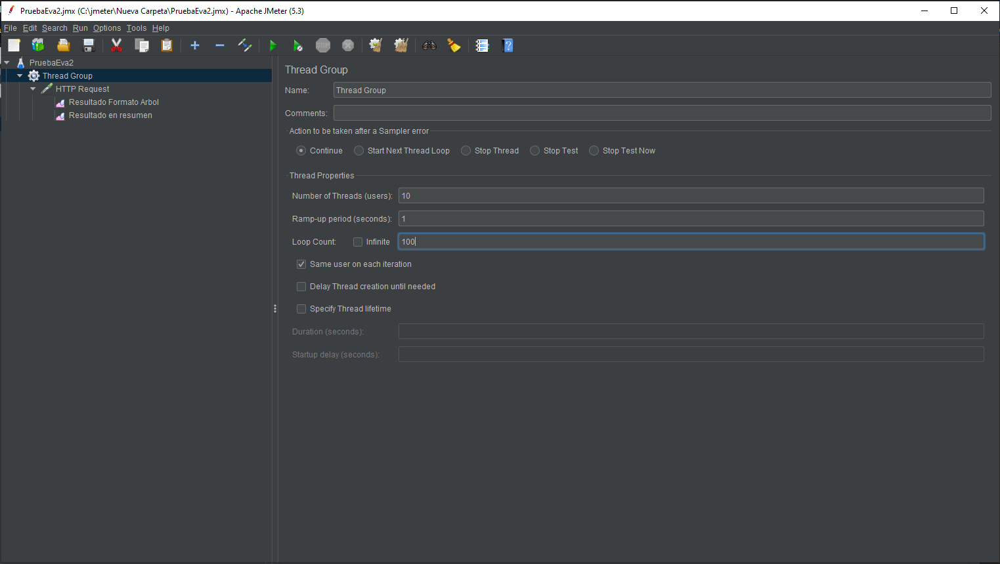 PruebaEva2.jmx (C:\jmeter\Nueva Carpeta\PruebaEva2.jmx) - Apache JMeter (5.3)
File Edit Search Run Options Tools Help
STOP
PruebaEva2
Thread Group
HTTP Request
Resultado Formato Arbol
Resultado en resumen
Thread Group
Name: Thread Group
Comments:
Action to be taken after a Sampler error
Continue Start Next Thread Loop Stop Thread Stop Test Stop Test Now
Thread Properties
Number of Threads (users): 10
Ramp-up period (seconds): 1
Loop Count: Infinite 100
Same user on each iteration
Delay Thread creation until needed
Specify Thread lifetime
Duration (seconds):
Startup delay (seconds):